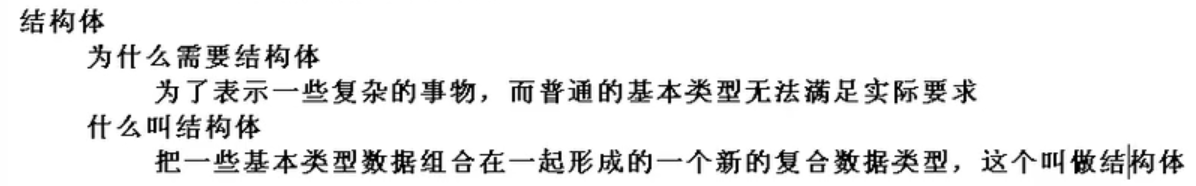 结构体
为什么需要结构体
为了表示一些复杂的事物，而普通的基本类型无法满足实际要求
什么叫结构体
把一些基本类型数据组合在一起形成的一个新的复合数据类型，这个叫做结构体